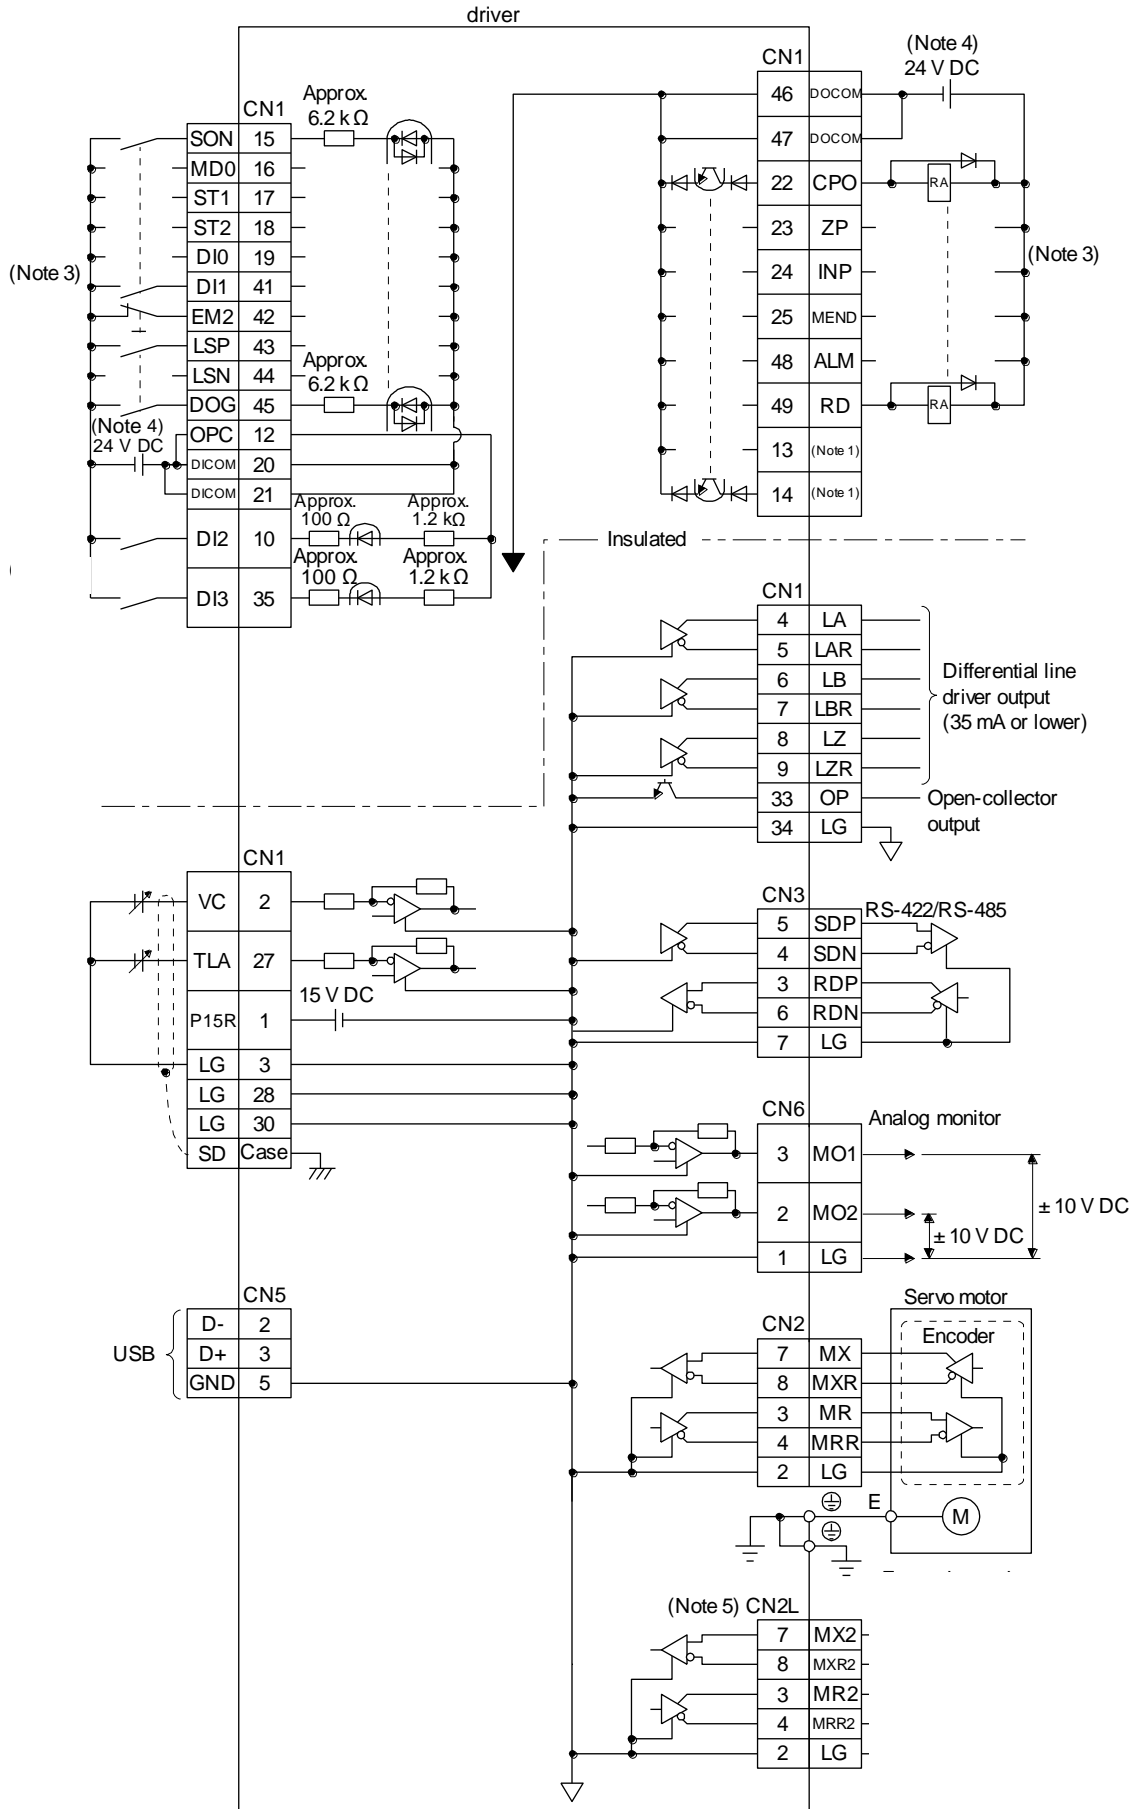 driver
CN1
Approx.
6.2 k Ω
SON 15
MD0 16
ST1 17
ST2 18
DI0 19
(Note 3)
DI1 41
EM2 42
LSP 43
LSN 44
Approx.
6.2 k Ω
DOG 45
(Note 4)
24 V DC
OPC 12
DICOM 20
DICOM 21
Approx.
100 Ω
Approx.
1.2 kΩ
DI2 10
Approx.
100 Ω
Approx.
1.2 k Ω
DI3 35
CN1
(Note 4)
24 V DC
46 DOCOM
47 DOCOM
22 CPO
RA
23 ZP
(Note 3)
24 INP
25 MEND
48 ALM
49 RD
RA
13 (Note 1)
14 (Note 1)
Insulated
CN1
4 LA
5 LAR
6 LB
7 LBR
8 LZ
9 LZR
Differential line
driver output
(35 mA or lower)
33 OP
Open-collector
output
34 LG
CN1
VC 2
TLA 27
15 V DC
P15R 1
LG 3
LG 28
LG 30
SD Case
CN3
RS-422/RS-485
5 SDP
4 SDN
3 RDP
6 RDN
7 LG
CN6
Analog monitor
3 MO1
2 MO2
1 LG
± 10 V DC
± 10 V DC
CN5
USB
D- 2
D+ 3
GND 5
Servo motor
CN2
Encoder
7 MX
8 MXR
3 MR
4 MRR
2 LG
E
M
(Note 5) CN2L
7 MX2
8 MXR2
3 MR2
4 MRR2
2 LG